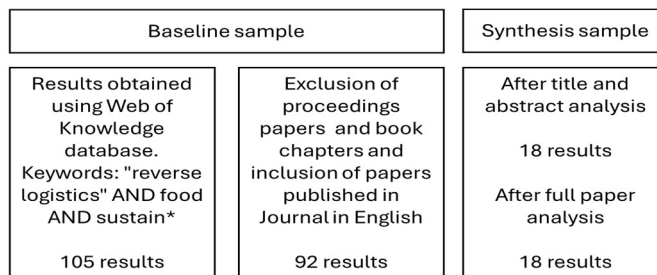 Baseline sample
Synthesis sample
Results obtained
using Web of
Knowledge
database.
Keywords: "reverse
logistics" AND food
AND sustain*
105 results
Exclusion of
proceedings
papers and book
chapters and
inclusion of papers
published in
Journal in English
92 results
After title and
abstract analysis
18 results
After full paper
analysis
18 results